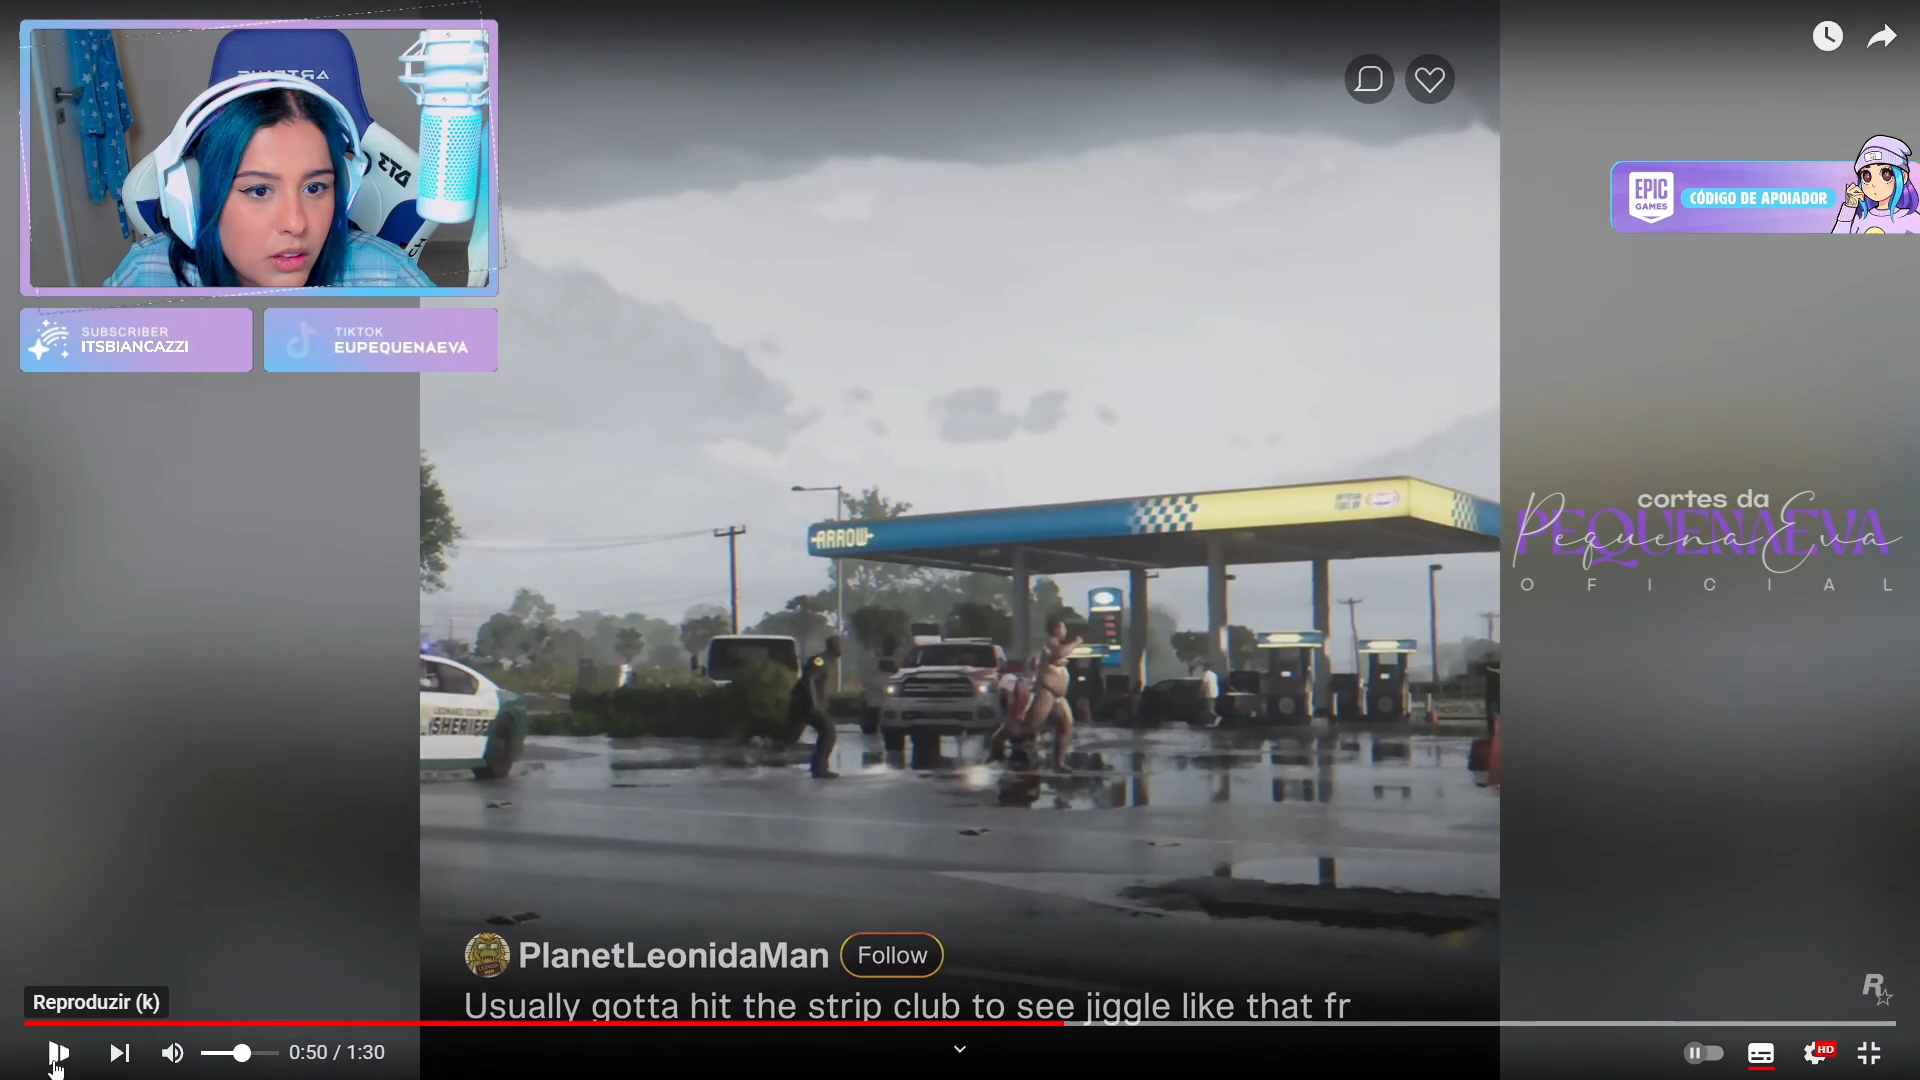 SUBSCRIBER
ITSBIANCAZZI
TIKTOK
EUPEQUENAEVA
EPIC
GAMES
CÓDIGO DE APOIADOR
cortes da
PEQUENAEVA
Pequena Eva
OFICIAL
ARROW
SHERIFF
PlanetLeonidaMan
Follow
Usually gotta hit the strip club to see jiggle like that fr
Reproduzir (k)
0:50 / 1:30
HD